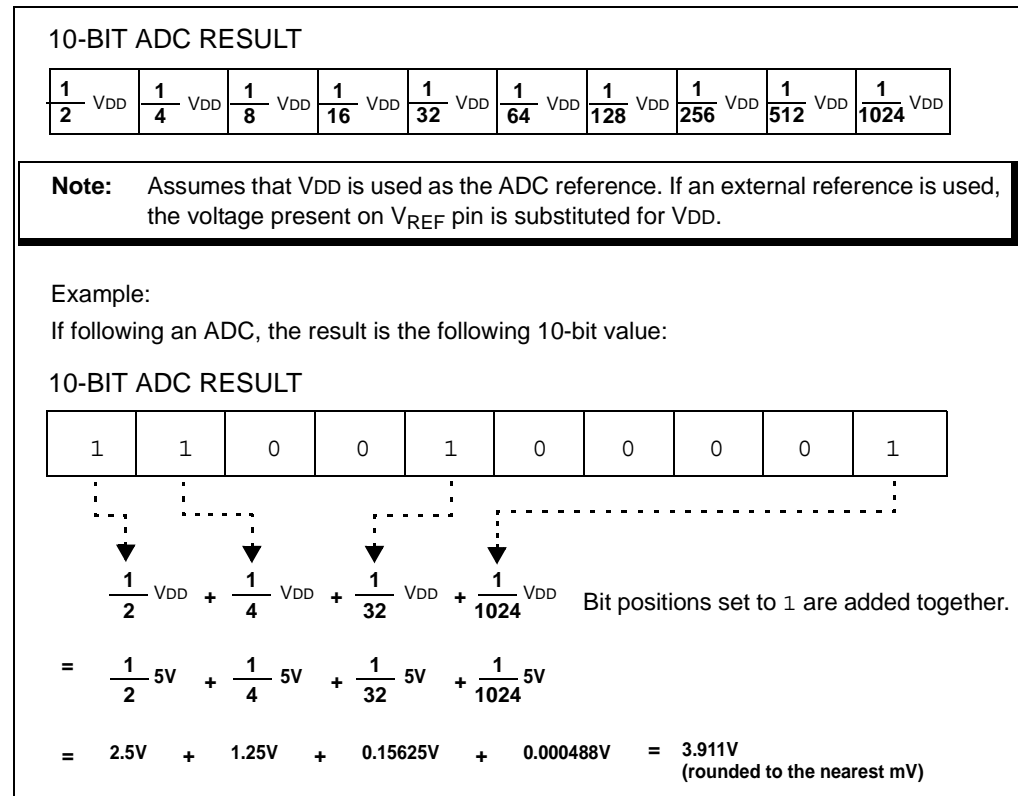 10-BIT ADC RESULT
1/2 VDD 1/4 VDD 1/8 VDD 1/16 VDD 1/32 VDD 1/64 VDD 1/128 VDD 1/256 VDD 1/512 VDD 1/1024 VDD
Note: Assumes that VDD is used as the ADC reference. If an external reference is used,
the voltage present on VREF pin is substituted for VDD.
Example:
If following an ADC, the result is the following 10-bit value:
10-BIT ADC RESULT
1 1 0 0 1 0 0 0 0 1
1/2 VDD + 1/4 VDD + 1/32 VDD + 1/1024 VDD Bit positions set to 1 are added together.
= 1/2 5V + 1/4 5V + 1/32 5V + 1/1024 5V
= 2.5V + 1.25V + 0.15625V + 0.000488V = 3.911V
(rounded to the nearest mV)